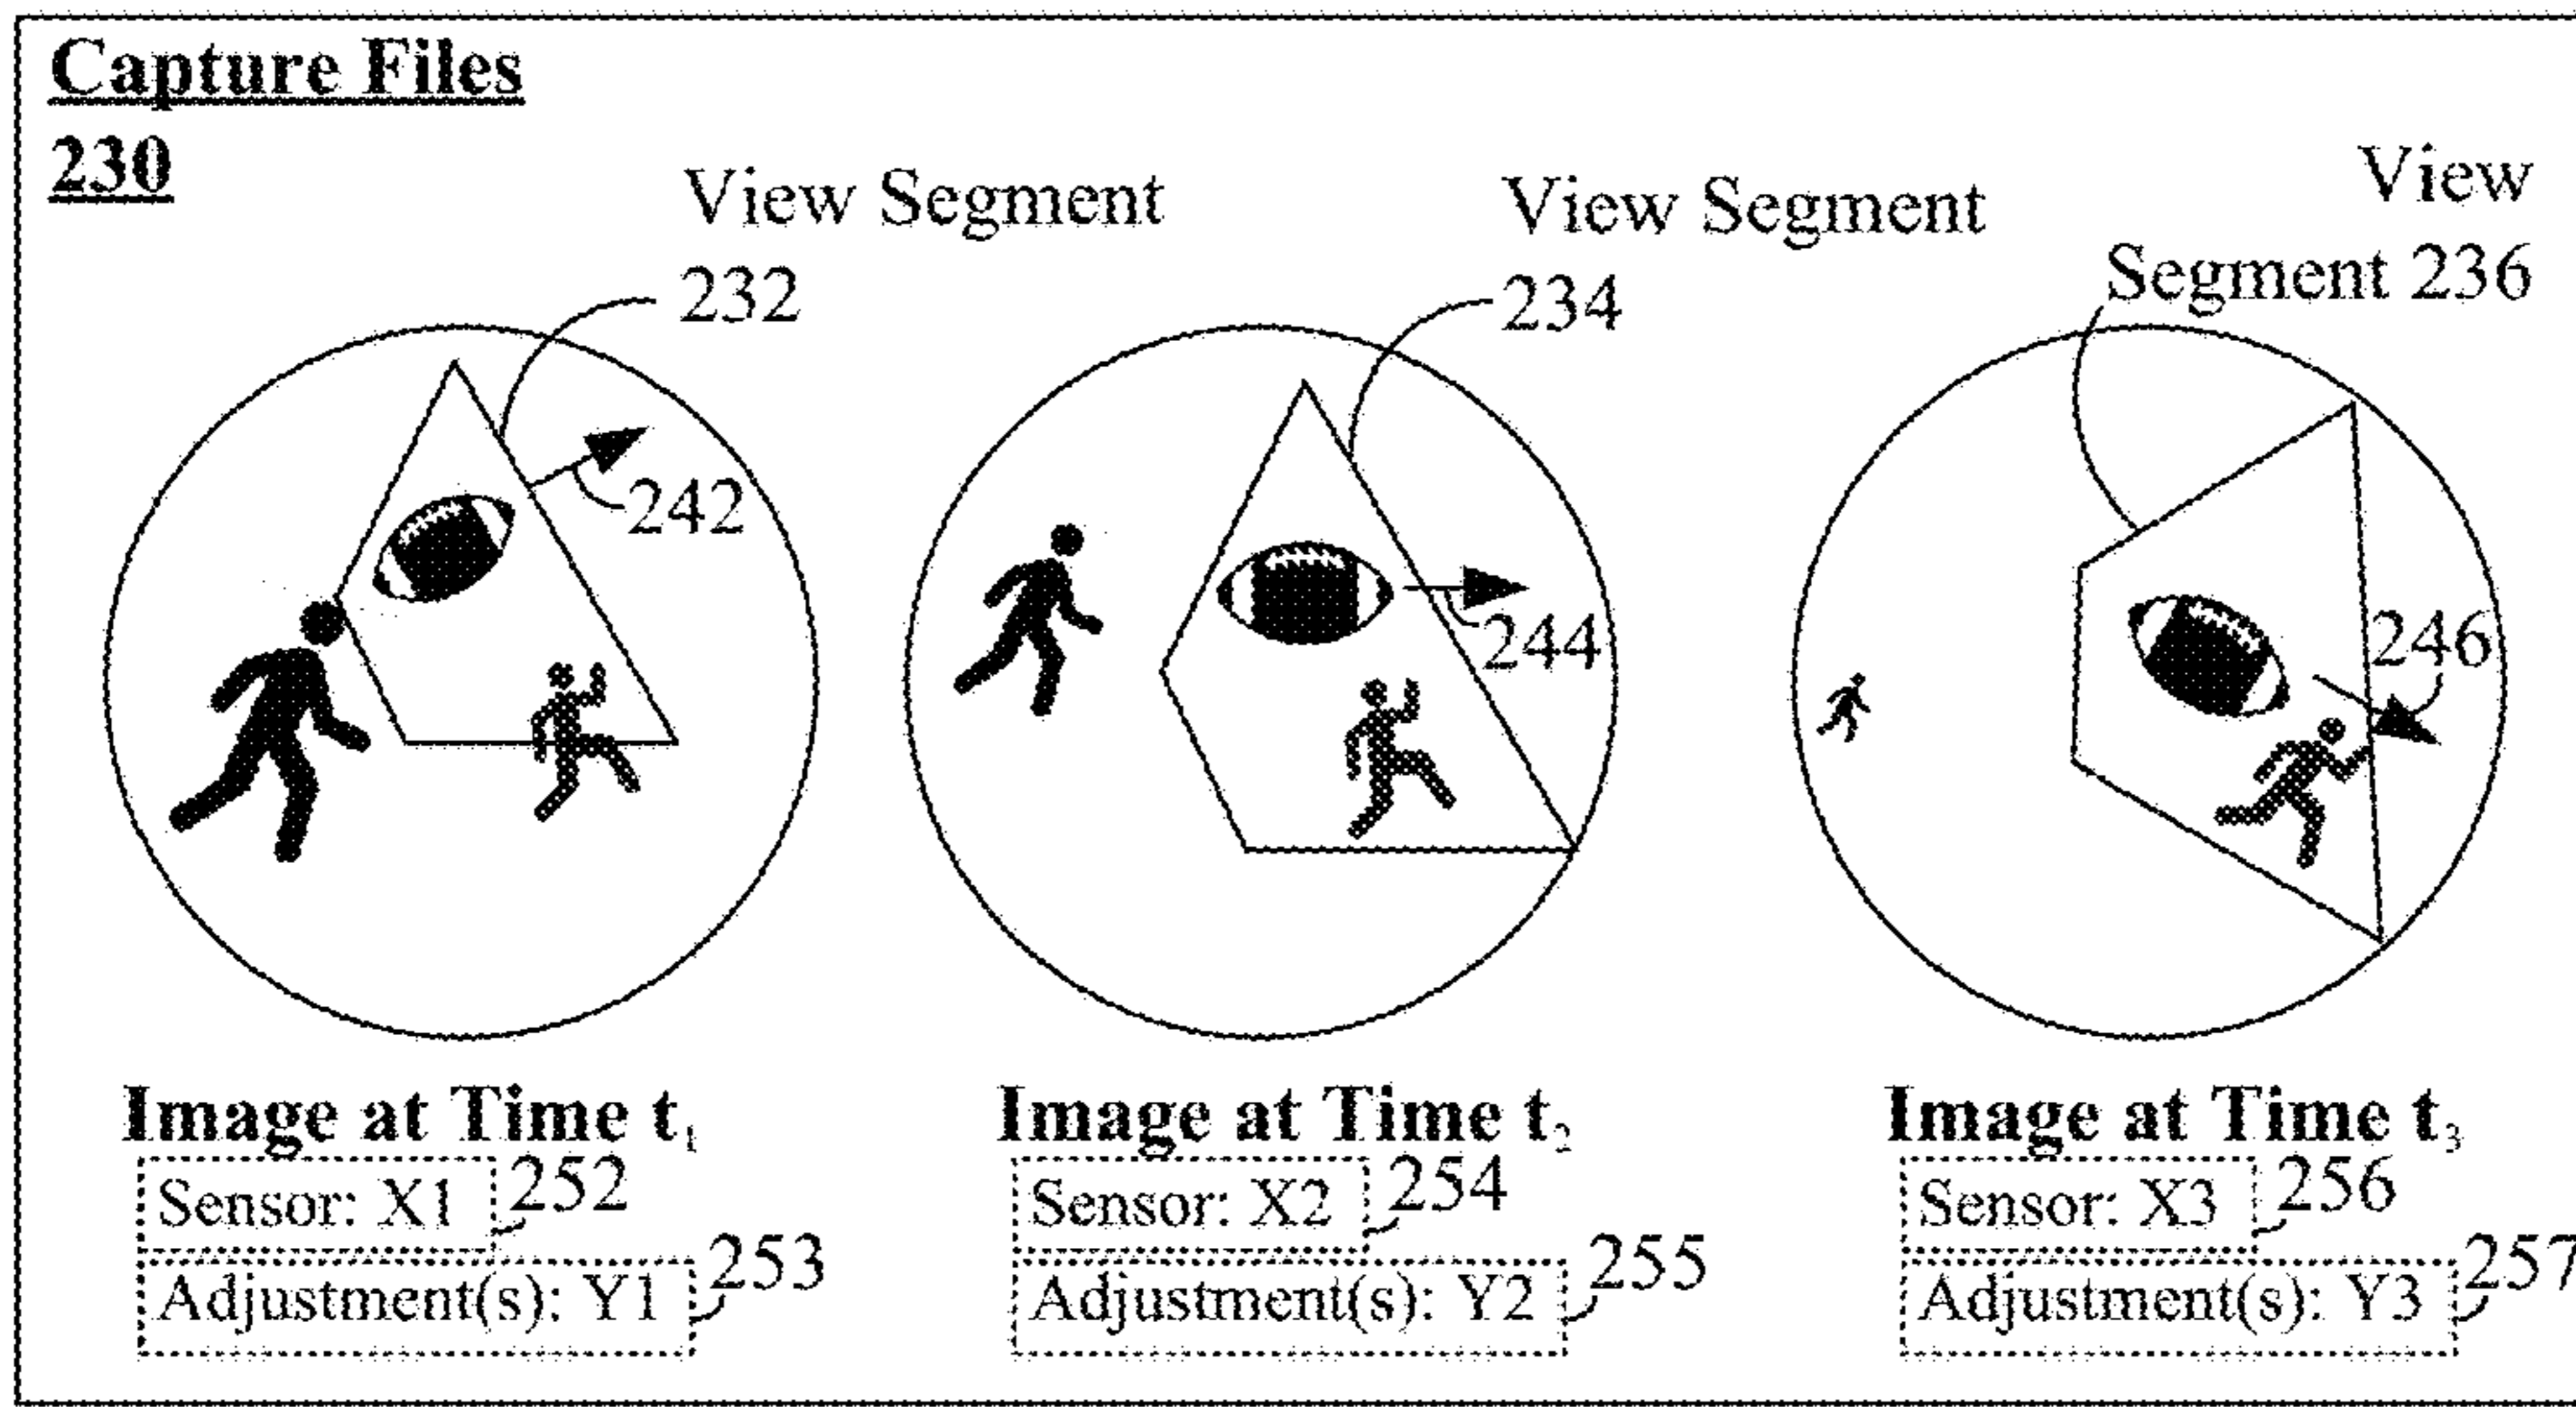 Capture Files
230
View Segment
232
View Segment
234
View
Segment 236
242
244
246
Image at Time t₁
Image at Time t₂
Image at Time t₃
Sensor: X1
252
Sensor: X2
254
Sensor: X3
256
Adjustment(s): Y1
253
Adjustment(s): Y2
255
Adjustment(s): Y3
257